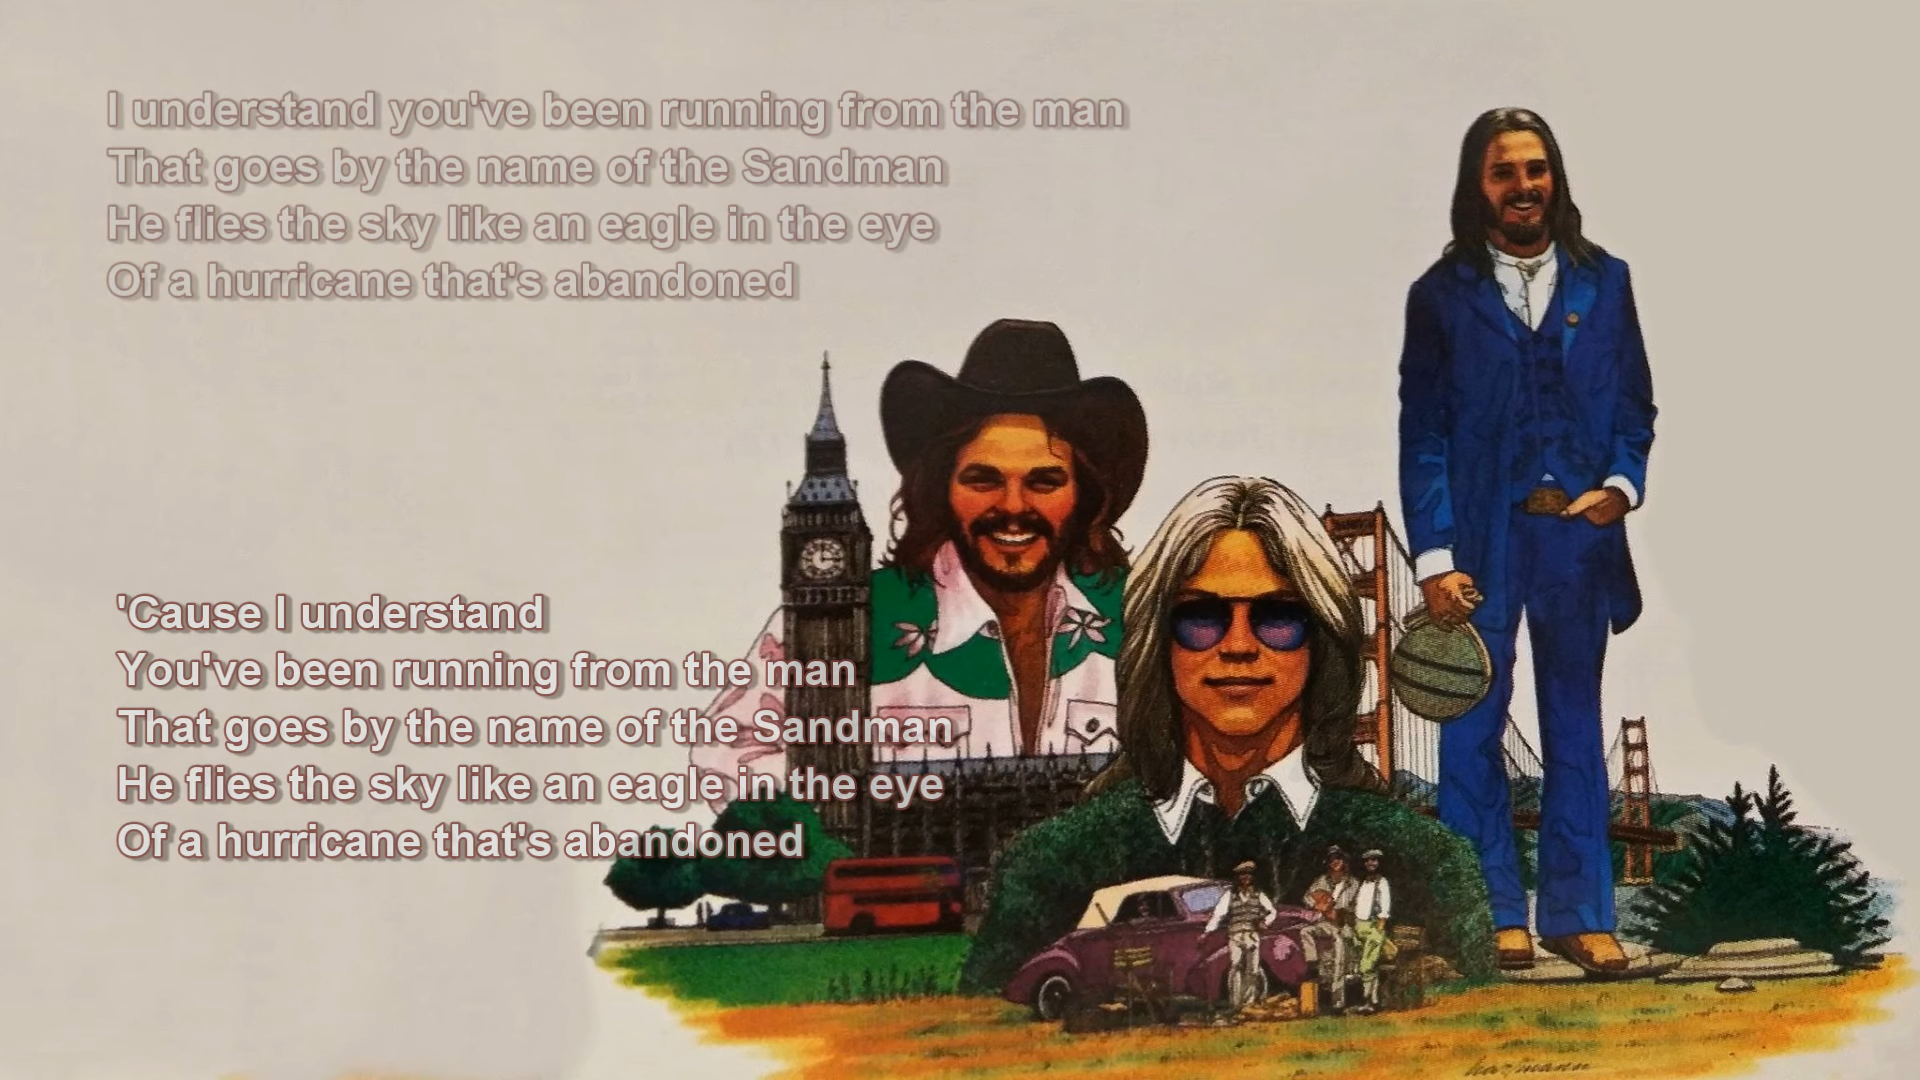 I understand you've been running from the man
That goes by the name of the Sandman
He flies the sky like an eagle in the eye
Of a hurricane that's abandoned
'Cause I understand
You've been running from the man
That goes by the name of the Sandman
He flies the sky like an eagle in the eye
Of a hurricane that's abandoned